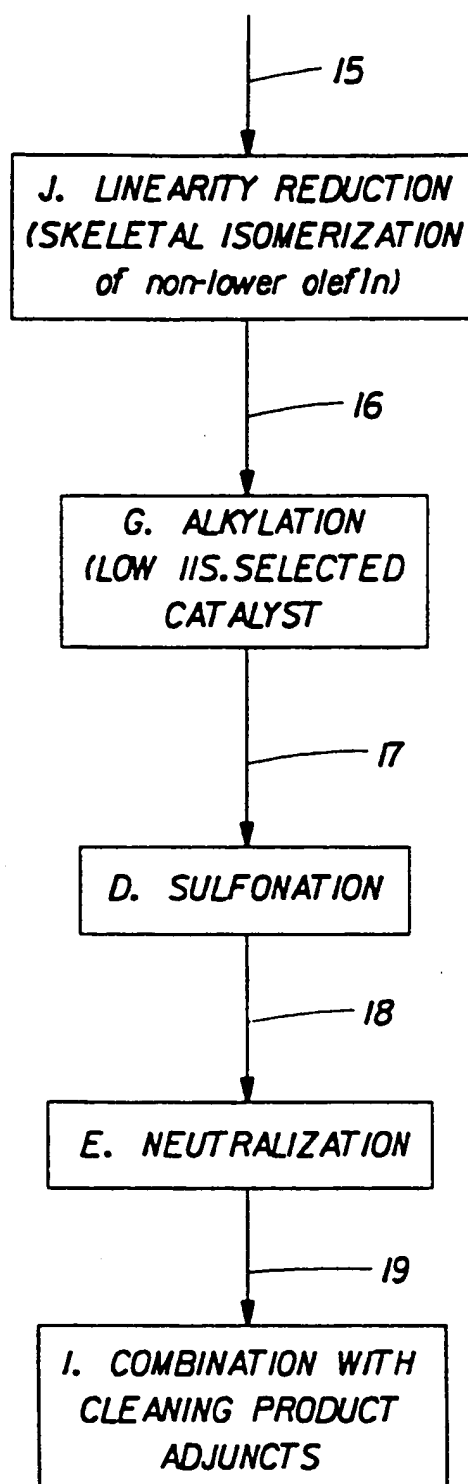 15
J. LINEARITY REDUCTION
(SKELETAL ISOMERIZATION
of non-lower olefin)
16
G. ALKYLATION
(LOW IIS.SELECTED
CATALYST
17
D. SULFONATION
18
E. NEUTRALIZATION
19
I. COMBINATION WITH
CLEANING PRODUCT
ADJUNCTS